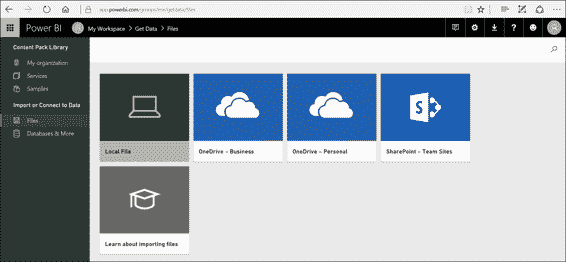 app.powerbi.com/groups/me/getdata/files
Power BI My Workspace > Get Data > Files
Content Pack Library
My organization
Services
Samples
Import or Connect to Data
Files
Databases & More
Local File
OneDrive – Business
OneDrive – Personal
SharePoint – Team Sites
Learn about importing files